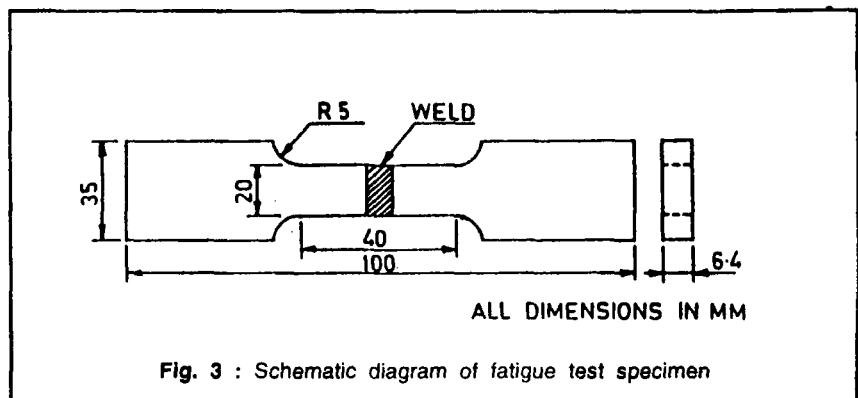 R 5 WELD
35
20
40
100
6·4
ALL DIMENSIONS IN MM
Fig. 3 : Schematic diagram of fatigue test specimen